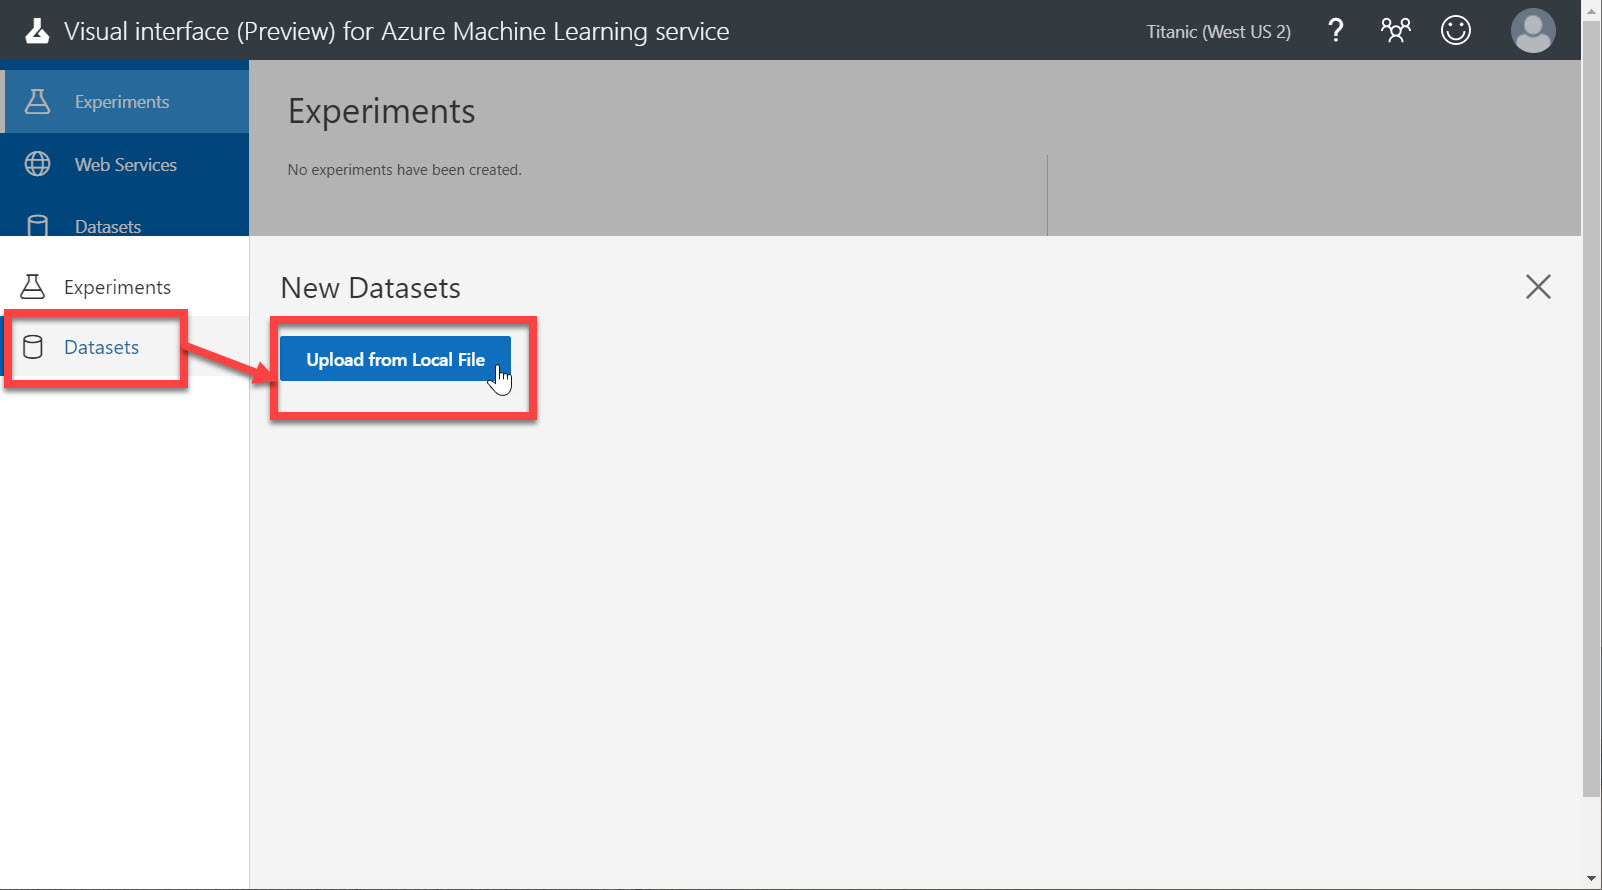 Visual interface (Preview) for Azure Machine Learning service
Titanic (West US 2)
?
Experiments
Web Services
Datasets
Experiments
No experiments have been created.
Experiments
Datasets
New Datasets
Upload from Local File